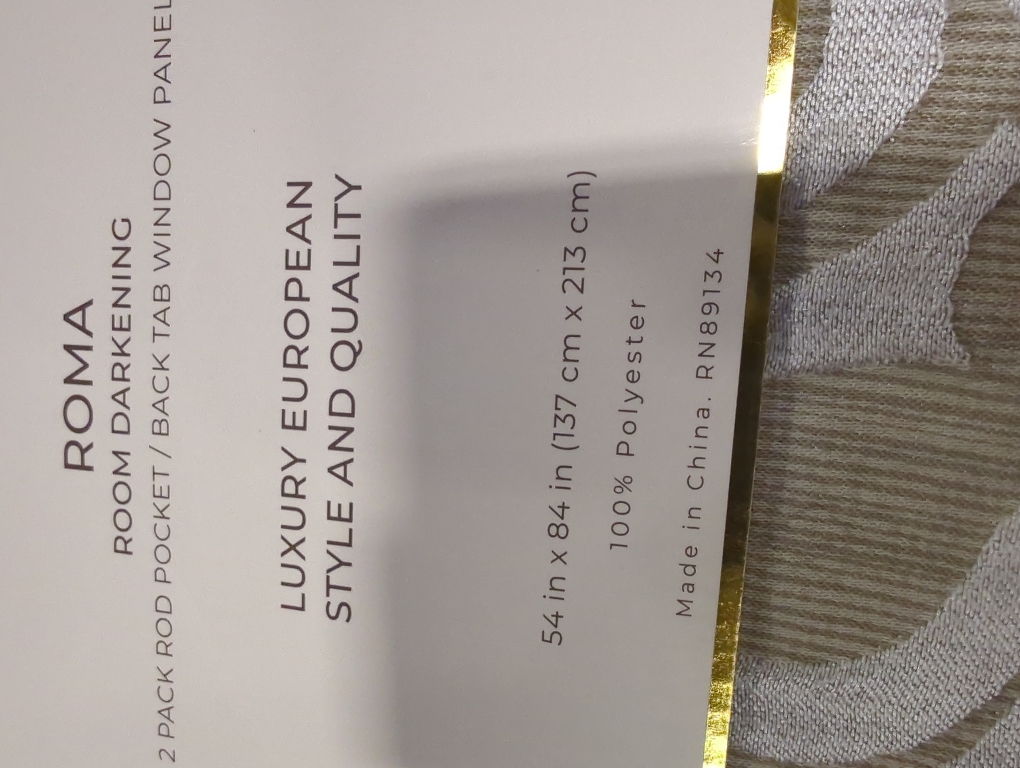 ROMA
ROOM DARKENING
2 PACK ROD POCKET / BACK TAB WINDOW PANEL
LUXURY EUROPEAN
STYLE AND QUALITY
54 in x 84 in (137 cm x 213 cm)
100% Polyester
Made in China. RN89134